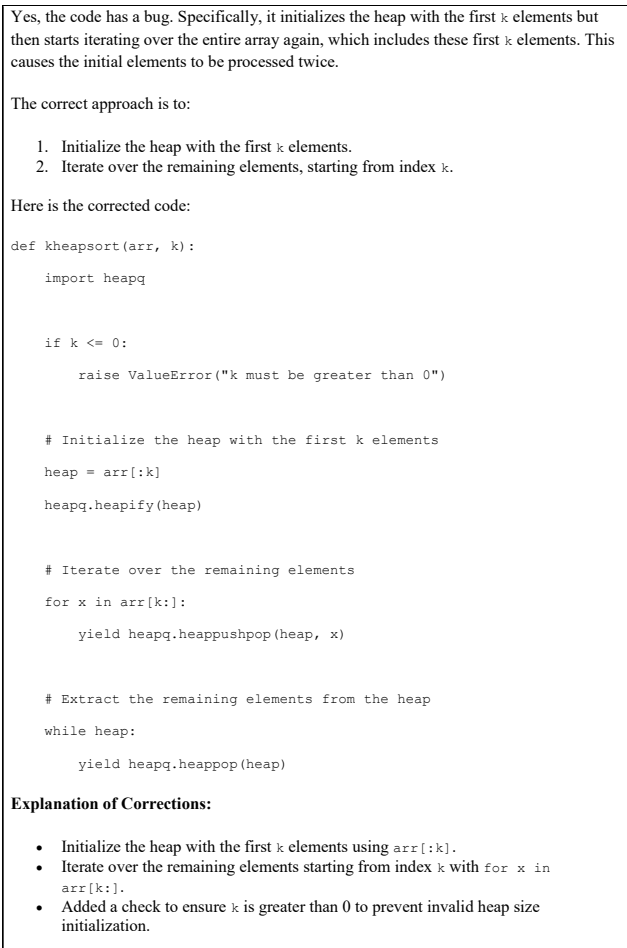 Yes, the code has a bug. Specifically, it initializes the heap with the first k elements but
then starts iterating over the entire array again, which includes these first k elements. This
causes the initial elements to be processed twice.
The correct approach is to:
1. Initialize the heap with the first k elements.
2. Iterate over the remaining elements, starting from index k.
Here is the corrected code:
def kheapsort(arr, k):
    import heapq
    if k <= 0:
        raise ValueError("k must be greater than 0")
    # Initialize the heap with the first k elements
    heap = arr[:k]
    heapq.heapify(heap)
    # Iterate over the remaining elements
    for x in arr[k:]:
        yield heapq.heappushpop(heap, x)
    # Extract the remaining elements from the heap
    while heap:
        yield heapq.heappop(heap)
Explanation of Corrections:
• Initialize the heap with the first k elements using arr[:k].
• Iterate over the remaining elements starting from index k with for x in
arr[k:].
• Added a check to ensure k is greater than 0 to prevent invalid heap size
initialization.